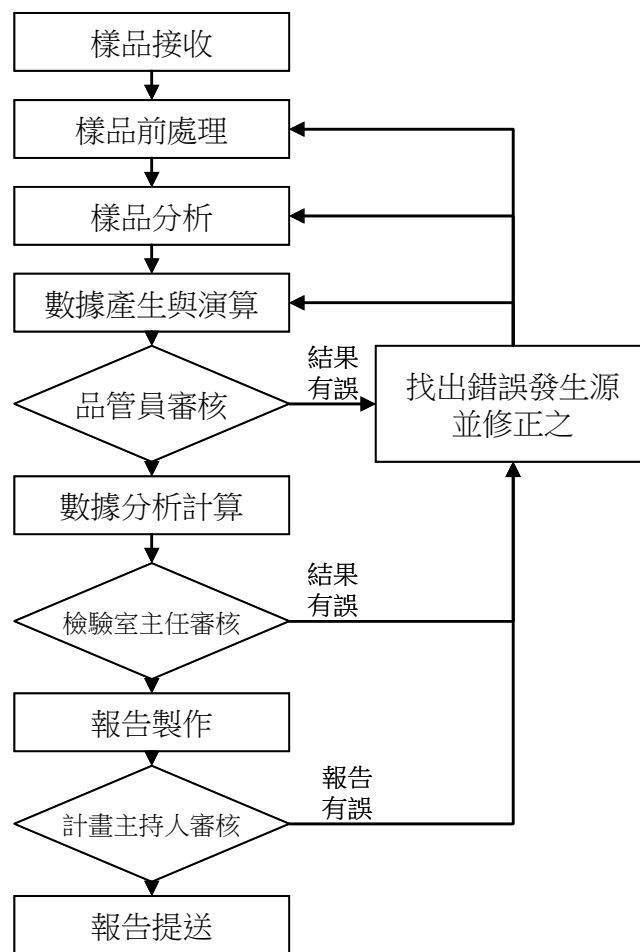 樣品接收
樣品前處理
樣品分析
數據產生與演算
品管員審核
結果
有誤
找出錯誤發生源
並修正之
數據分析計算
檢驗室主任審核
結果
有誤
報告製作
計畫主持人審核
報告
有誤
報告提送